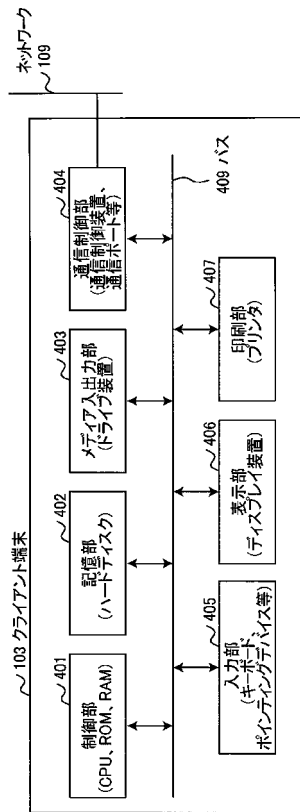 103 クライアント端末
401
制御部
(CPU、ROM、RAM)
402
記憶部
(ハードディスク)
403
メディア入出力部
(ドライブ装置)
404
通信制御部
(通信制御装置、
通信ポート等)
ネットワーク
109
409 バス
405
入力部
(キーボード、
ポインティングデバイス等)
406
表示部
(ディスプレイ装置)
407
印刷部
(プリンタ)